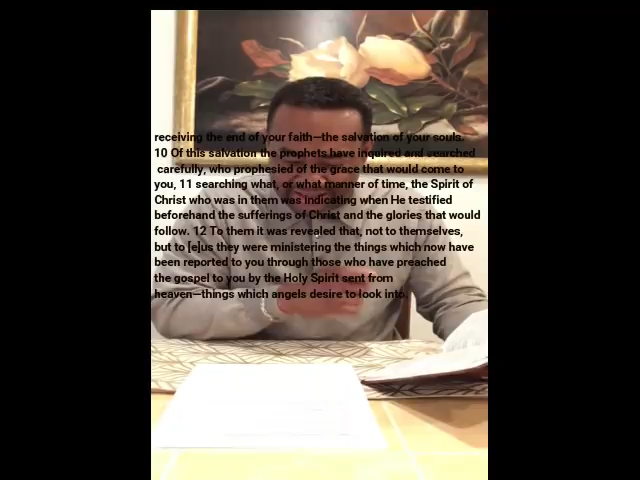 receiving the end of your faith—the salvation of your souls.
10 Of this salvation the prophets have inquired and searched
carefully, who prophesied of the grace that would come to
you, 11 searching what, or what manner of time, the Spirit of
Christ who was in them was indicating when He testified
beforehand the sufferings of Christ and the glories that would
follow. 12 To them it was revealed that, not to themselves,
but to [e]us they were ministering the things which now have
been reported to you through those who have preached
the gospel to you by the Holy Spirit sent from
heaven—things which angels desire to look into.